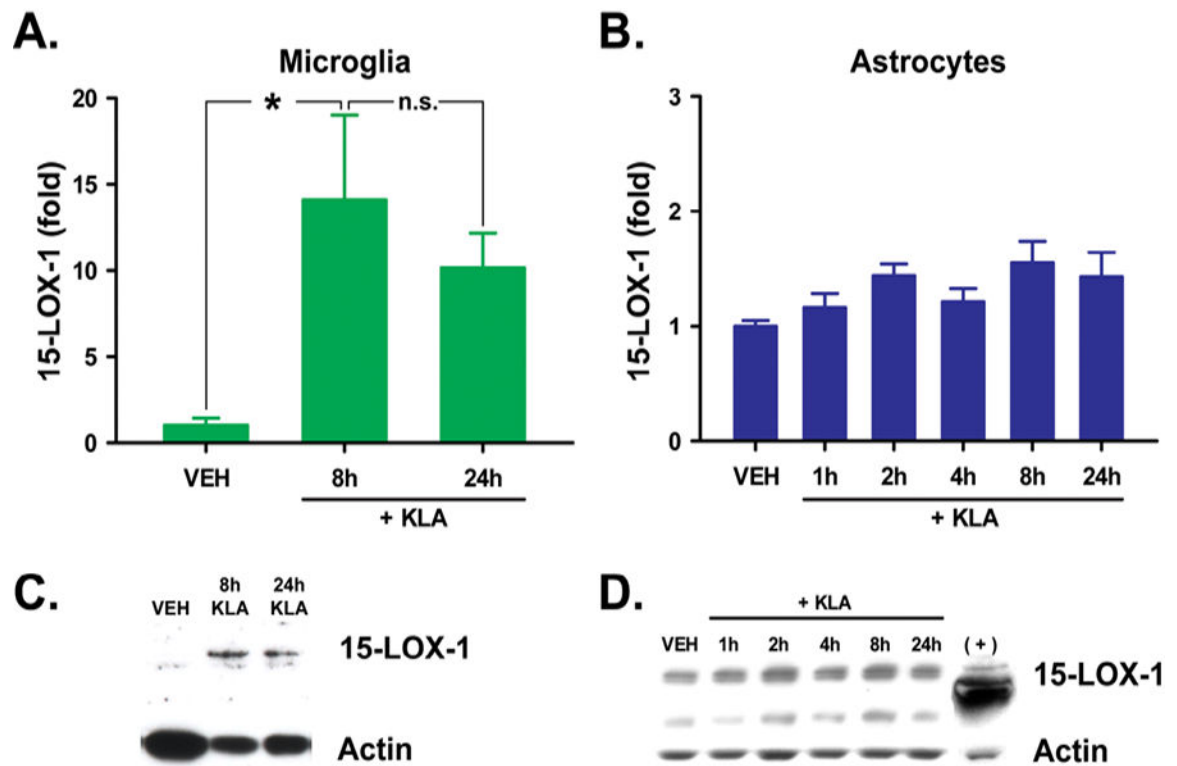 A.
Microglia
15-LOX-1 (fold)
20
15
10
5
0
*
n.s.
VEH 8h 24h
+ KLA
B.
Astrocytes
15-LOX-1 (fold)
3
2
1
0
VEH 1h 2h 4h 8h 24h
+ KLA
C.
8h 24h
VEH KLA KLA
15-LOX-1
Actin
D.
+ KLA
VEH 1h 2h 4h 8h 24h (+)
15-LOX-1
Actin